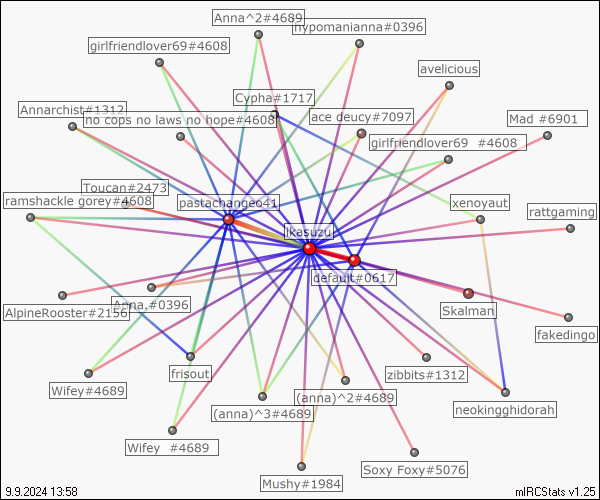 Anna^2#4689
hypomanianna#0396
girlfriendlover69#4608
avelicious
Cypha#1717
Annarchist#1312
no cops no laws no hope#4608
ace deucy#7097
Mad #6901
girlfriendlover69  #4608
Toucan#2473
ramshackle gorey#4608
pastachangeo41
xenoyaut
rattgaming
ikasuzu
default#0617
Anna,#0396
AlpineRooster#2156
Skalman
fakedingo
frisout
zibbits#1312
Wifey#4689
(anna)^2#4689
neokingghidorah
(anna)^3#4689
Wifey  #4689
Soxy Foxy#5076
Mushy#1984
9.9.2024 13:58
mIRCStats v1.25